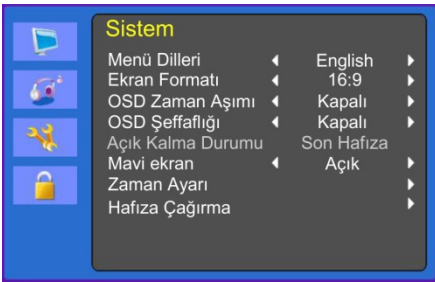 Sistem
Menü Dilleri English
Ekran Formatı 16:9
OSD Zaman Aşımı Kapalı
OSD Şeffaflığı Kapalı
Açık Kalma Durumu Son Hafıza
Mavi ekran Açık
Zaman Ayarı
Hafıza Çağırma